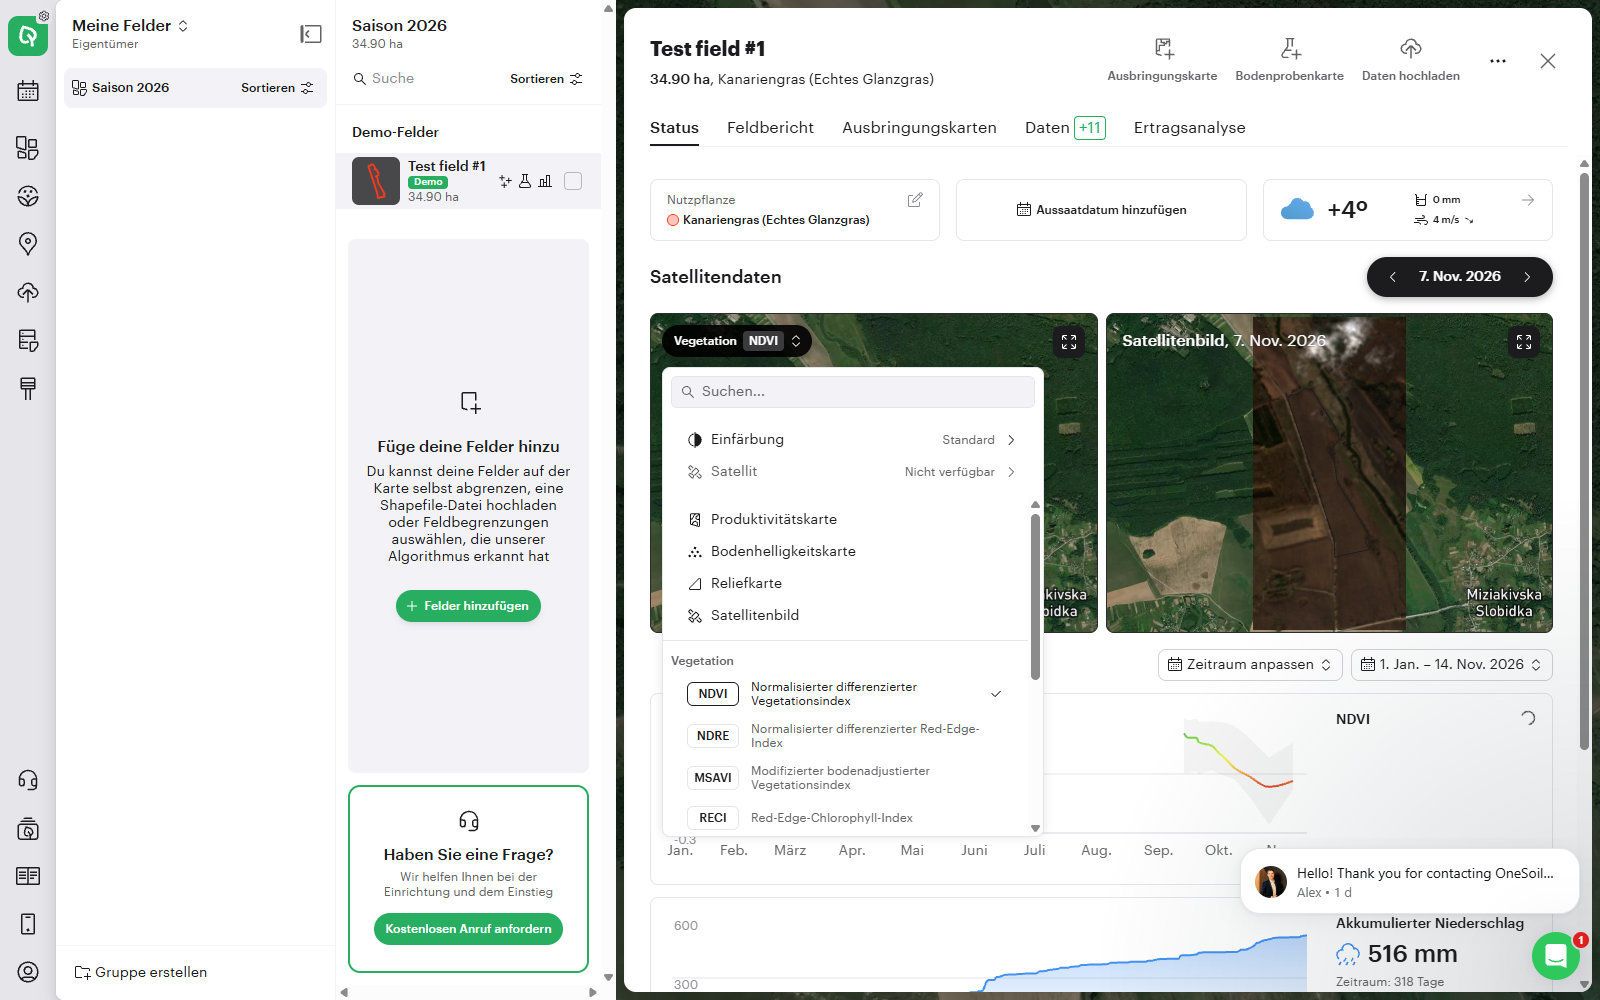 Meine Felder
Eigentümer
Saison 2026
Sortieren
Gruppe erstellen
Saison 2026
34.90 ha
Suche
Sortieren
Demo-Felder
Test field #1
Demo
34.90 ha
Füge deine Felder hinzu
Du kannst deine Felder auf der
Karte selbst abgrenzen, eine
Shapefile-Datei hochladen
oder Feldbegrenzungen
auswählen, die unserer
Algorithmus erkannt hat
Felder hinzufügen
Haben Sie eine Frage?
Wir helfen Ihnen bei der
Einrichtung und dem Einstieg
Kostenlosen Anruf anfordern
Test field #1
34.90 ha, Kanariengras (Echtes Glanzgras)
Ausbringungskarte
Bodenprobenkarte
Daten hochladen
Status
Feldbericht
Ausbringungskarten
Daten +11
Ertragsanalyse
Nutzpflanze
Kanariengras (Echtes Glanzgras)
Aussaatdatum hinzufügen
+4°
0 mm
4 m/s
Satellitendaten
7. Nov. 2026
Vegetation NDVI
Suchen...
Einfärbung Standard
Satellit Nicht verfügbar
Produktivitätskarte
Bodenhelligkeitskarte
Reliefkarte
Satellitenbild
Vegetation
NDVI Normalisierter differenzierter
Vegetationsindex
NDRE Normalisierter differenzierter Red-Edge-
Index
MSAVI Modifizierter bodenadjustierter
Vegetationsindex
RECI Red-Edge-Chlorophyll-Index
Satellitenbild, 7. Nov. 2026
Miziakivska
Slobidka
Zeitraum anpassen
1. Jan. – 14. Nov. 2026
NDVI
-0.3
Jan. Feb. März Apr. Mai Juni Juli Aug. Sep. Okt.
Hello! Thank you for contacting OneSoil...
Alex • 1 d
600
300
Akkumulierter Niederschlag
516 mm
Zeitraum: 318 Tage
1